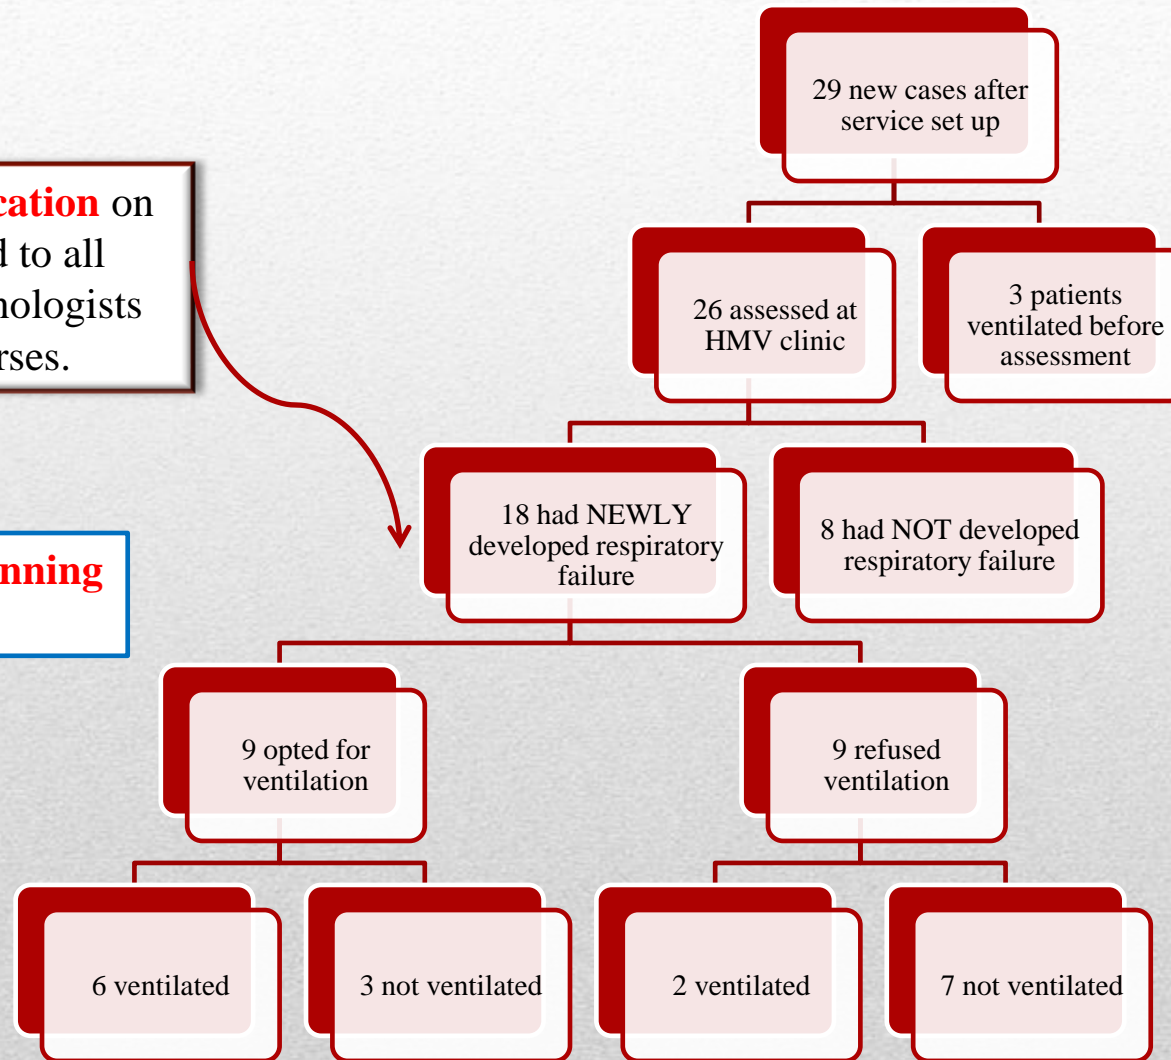 29 new cases after
service set up
cation on
d to all
nologists
rses.
26 assessed at
HMV clinic
3 patients
ventilated before
assessment
18 had NEWLY
developed respiratory
failure
8 had NOT developed
respiratory failure
nning
9 opted for
ventilation
9 refused
ventilation
6 ventilated
3 not ventilated
2 ventilated
7 not ventilated